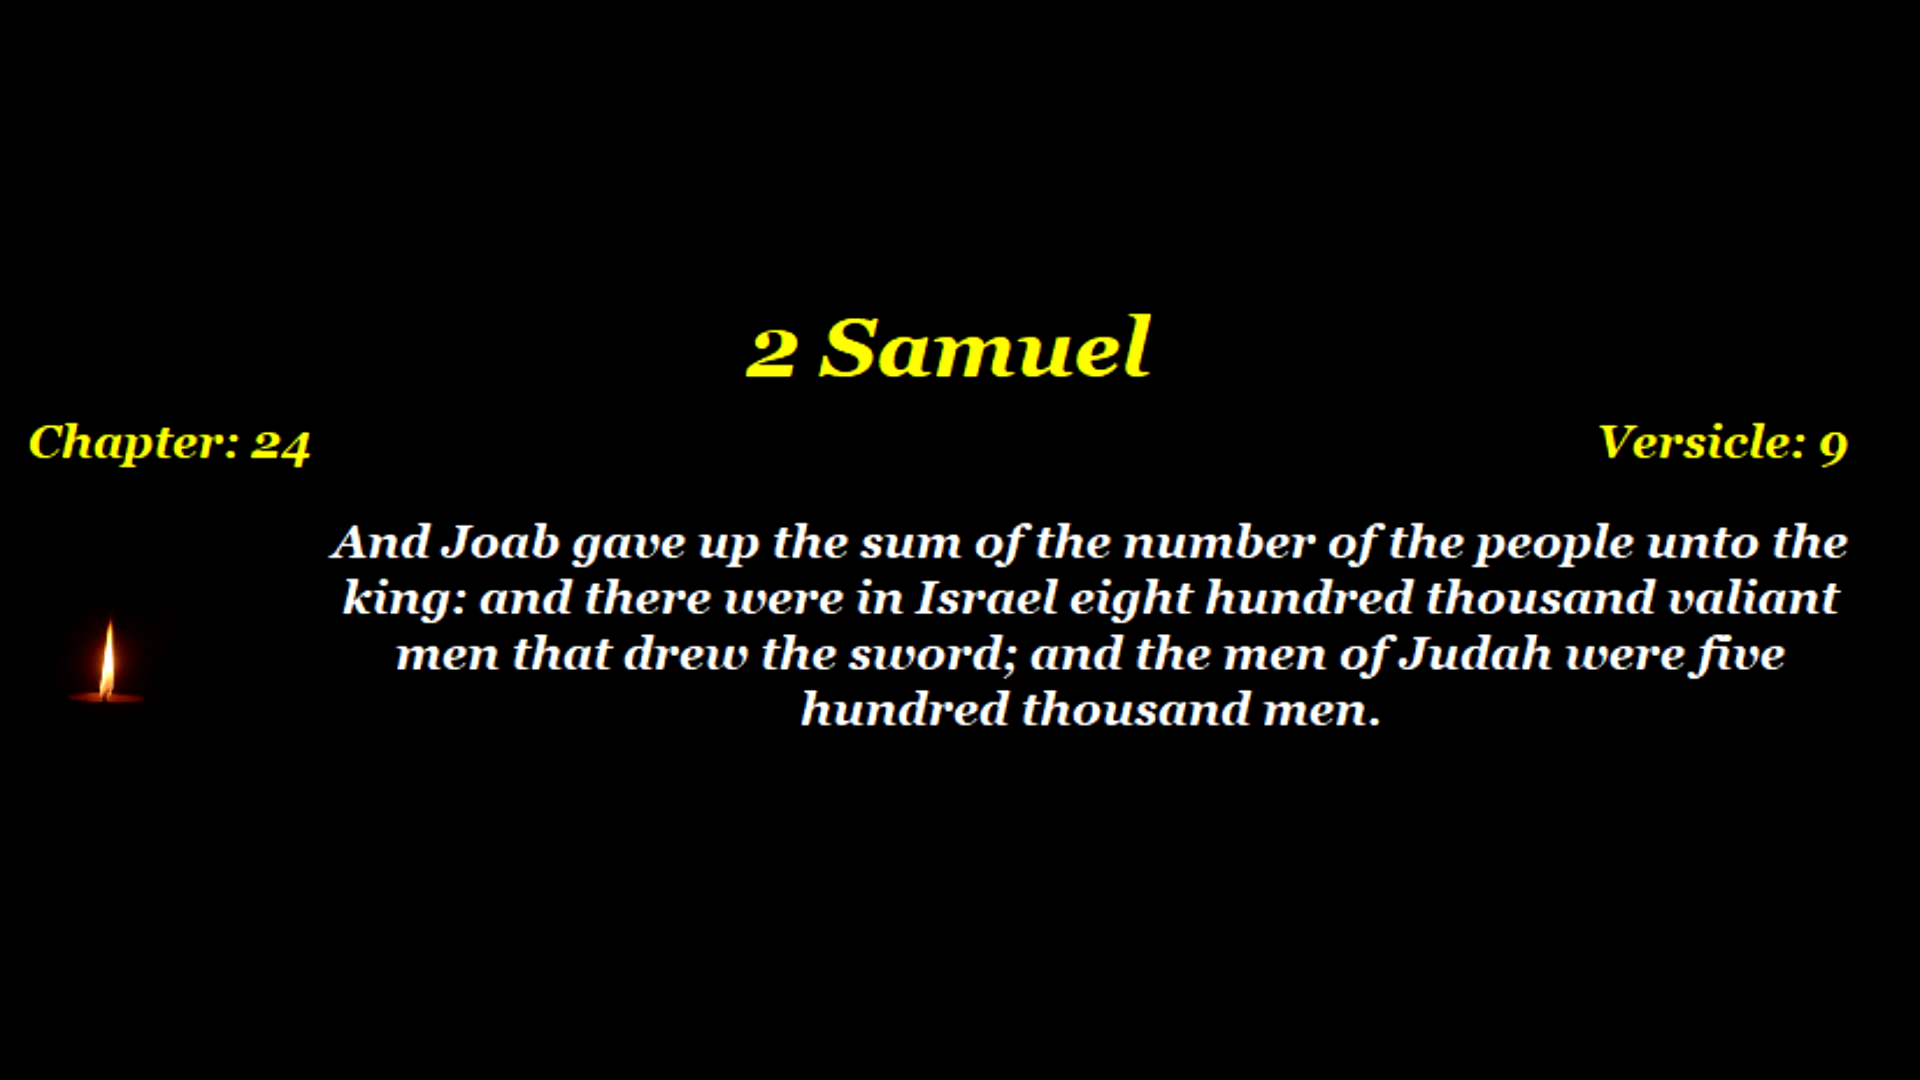 2 Samuel
Chapter: 24
Versicle: 9
And Joab gave up the sum of the number of the people unto the
king: and there were in Israel eight hundred thousand valiant
men that drew the sword; and the men of Judah were five
hundred thousand men.